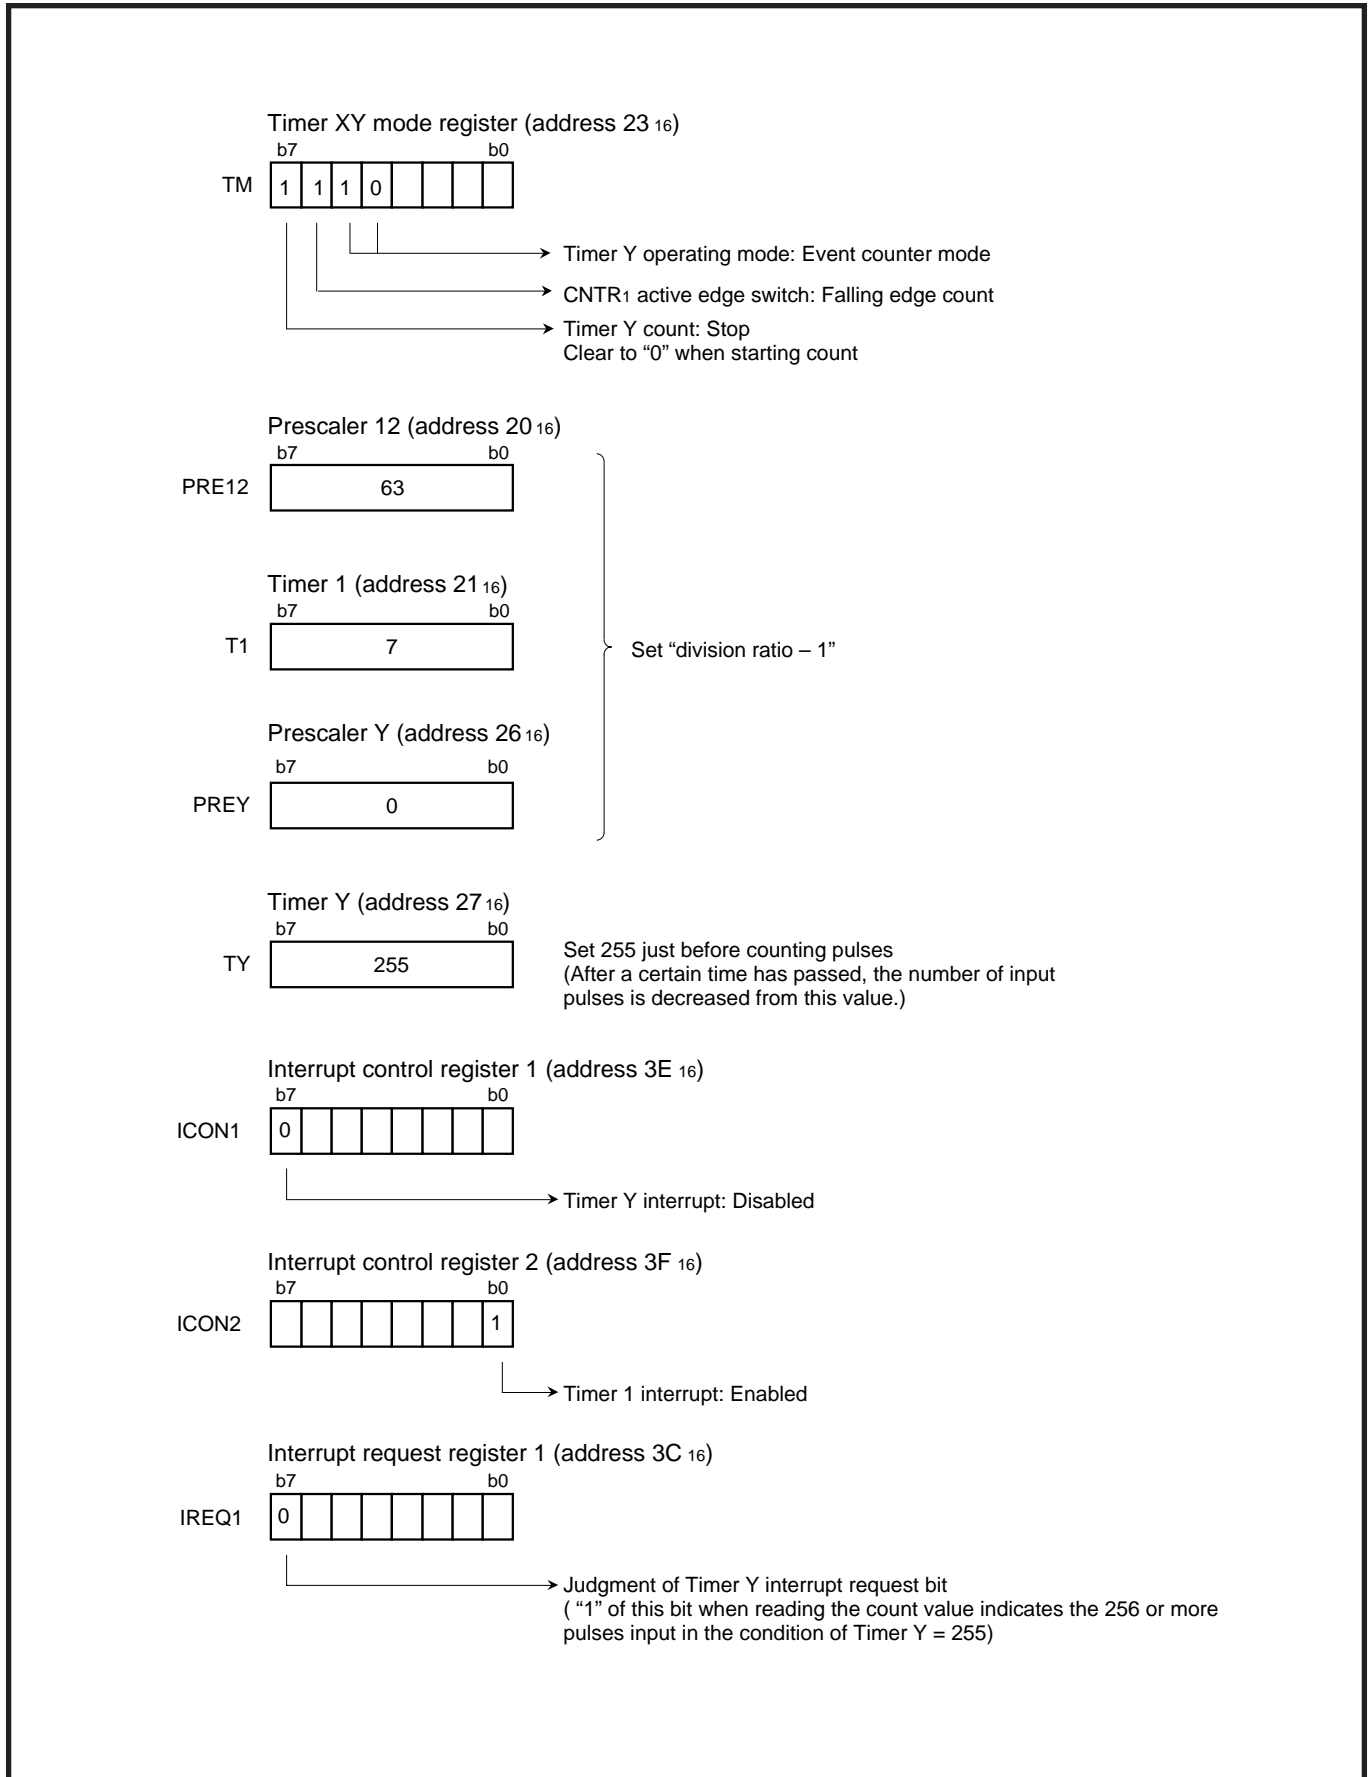 Timer XY mode register (address 23 16)
b7 b0
TM 1 1 1 0
Timer Y operating mode: Event counter mode
CNTR1 active edge switch: Falling edge count
Timer Y count: Stop
Clear to “0” when starting count
Prescaler 12 (address 20 16)
b7 b0
PRE12 63
Timer 1 (address 21 16)
b7 b0
T1 7
Set “division ratio – 1”
Prescaler Y (address 26 16)
b7 b0
PREY 0
Timer Y (address 27 16)
b7 b0
TY 255
Set 255 just before counting pulses
(After a certain time has passed, the number of input
pulses is decreased from this value.)
Interrupt control register 1 (address 3E 16)
b7 b0
ICON1 0
Timer Y interrupt: Disabled
Interrupt control register 2 (address 3F 16)
b7 b0
ICON2 1
Timer 1 interrupt: Enabled
Interrupt request register 1 (address 3C 16)
b7 b0
IREQ1 0
Judgment of Timer Y interrupt request bit
( “1” of this bit when reading the count value indicates the 256 or more
pulses input in the condition of Timer Y = 255)